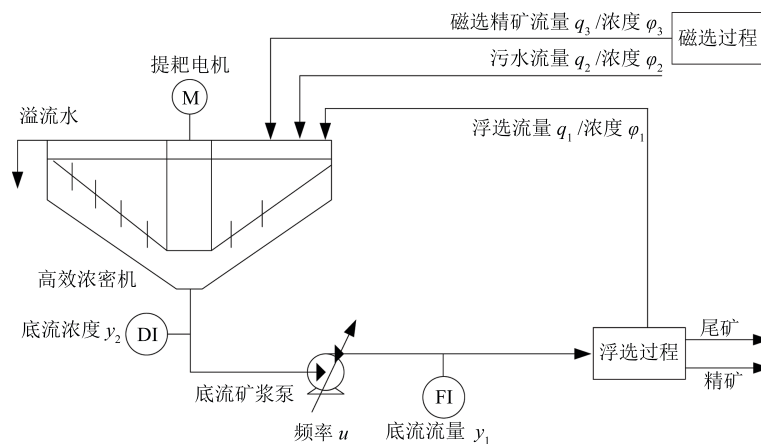 磁选精矿流量 q₃ /浓度 φ₃
磁选过程
提耙电机
污水流量 q₂ /浓度 φ₂
M
溢流水
浮选流量 q₁ /浓度 φ₁
高效浓密机
底流浓度 y₂
DI
尾矿
浮选过程
精矿
底流矿浆泵
FI
频率 u
底流流量 y₁